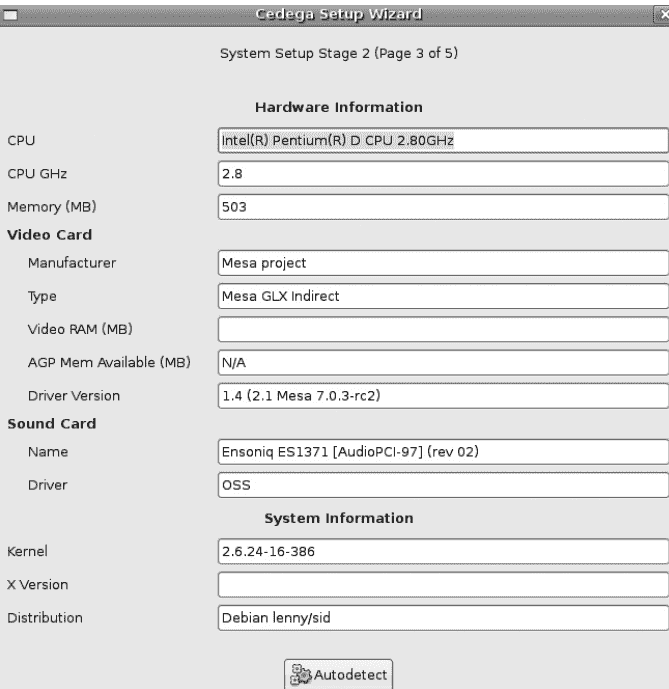 Cedega Setup Wizard
System Setup Stage 2 (Page 3 of 5)
Hardware Information
CPU Intel(R) Pentium(R) D CPU 2.80GHz
CPU GHz 2.8
Memory (MB) 503
Video Card
Manufacturer Mesa project
Type Mesa GLX Indirect
Video RAM (MB)
AGP Mem Available (MB) N/A
Driver Version 1.4 (2.1 Mesa 7.0.3-rc2)
Sound Card
Name Ensoniq ES1371 [AudioPCI-97] (rev 02)
Driver OSS
System Information
Kernel 2.6.24-16-386
X Version
Distribution Debian lenny/sid
Autodetect